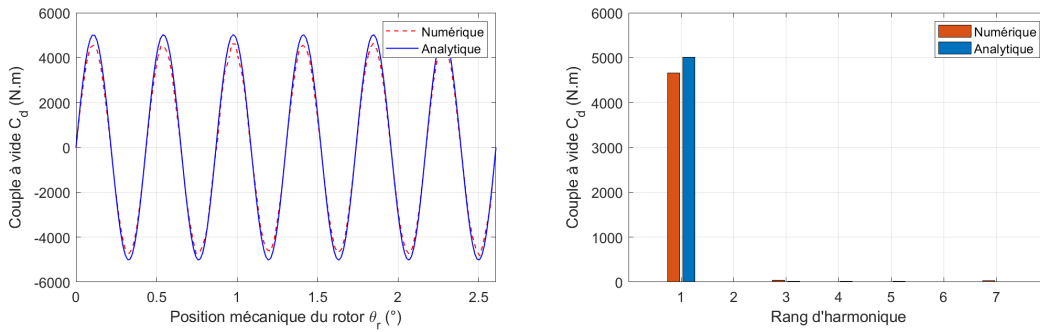 6000
4000
2000
0
-2000
-4000
-6000
Couple à vide C_d (N.m)
0 0.5 1 1.5 2 2.5
Position mécanique du rotor θ_r (°)
Numérique
Analytique
6000
5000
4000
3000
2000
1000
0
Couple à vide C_d (N.m)
1 2 3 4 5 6 7
Rang d'harmonique
Numérique
Analytique